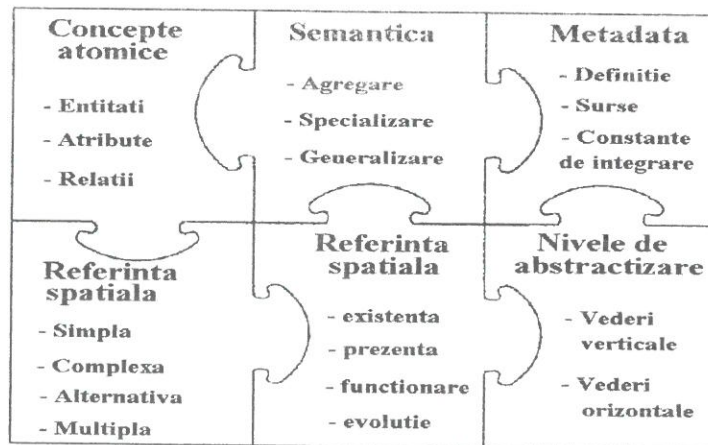 Concepte
atomice
- Entitati
- Atribute
- Relatii
Semantica
- Agregare
- Specializare
- Generalizare
Metadata
- Definitie
- Surse
- Constante
de integrare
Referinta
spatiala
- Simpla
- Complexa
- Alternativa
- Multipla
Referinta
spatiala
- existenta
- prezenta
- functionare
- evolutie
Nivele de
abstractizare
- Vederi
verticale
- Vederi
orizontale